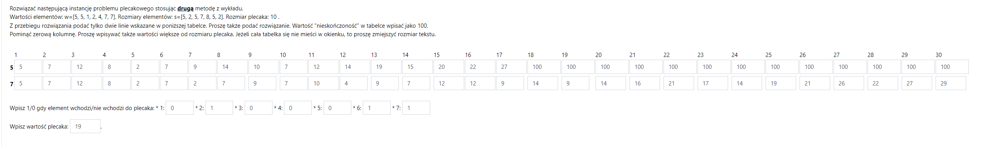 Rozwiązać następującą instancję problemu plecakowego stosując drugą metodę z wykładu.
Wartości elementów: w=[5, 5, 1, 2, 4, 7, 7]. Rozmiary elementów: s=[5, 2, 5, 7, 8, 5, 2]. Rozmiar plecaka: 10 .
Z przebiegu rozwiązania podać tylko dwie linie wskazane w poniższej tabelce. Proszę także podać rozwiązanie. Wartość "nieskończoność" w tabelce wpisać jako 100.
Pominąć zerową kolumnę. Proszę wpisywać także wartości większe od rozmiaru plecaka. Jeżeli cała tabelka się nie mieści w okienku, to proszę zmiejszyć rozmiar tekstu.
1 2 3 4 5 6 7 8 9 10 11 12 13 14 15 16 17 18 19 20 21 22 23 24 25 26 27 28 29 30
5 5 7 12 8 2 7 9 14 10 7 12 14 19 15 20 22 27 100 100 100 100 100 100 100 100 100 100 100 100 100
7 5 7 12 8 2 7 2 7 9 7 10 4 9 7 12 12 9 14 9 14 16 21 17 14 19 21 26 22 27 29
Wpisz 1/0 gdy element wchodzi/nie wchodzi do plecaka: * 1: 0 * 2: 1 * 3: 0 * 4: 0 * 5: 0 * 6: 1 * 7: 1
Wpisz wartość plecaka: 19 .